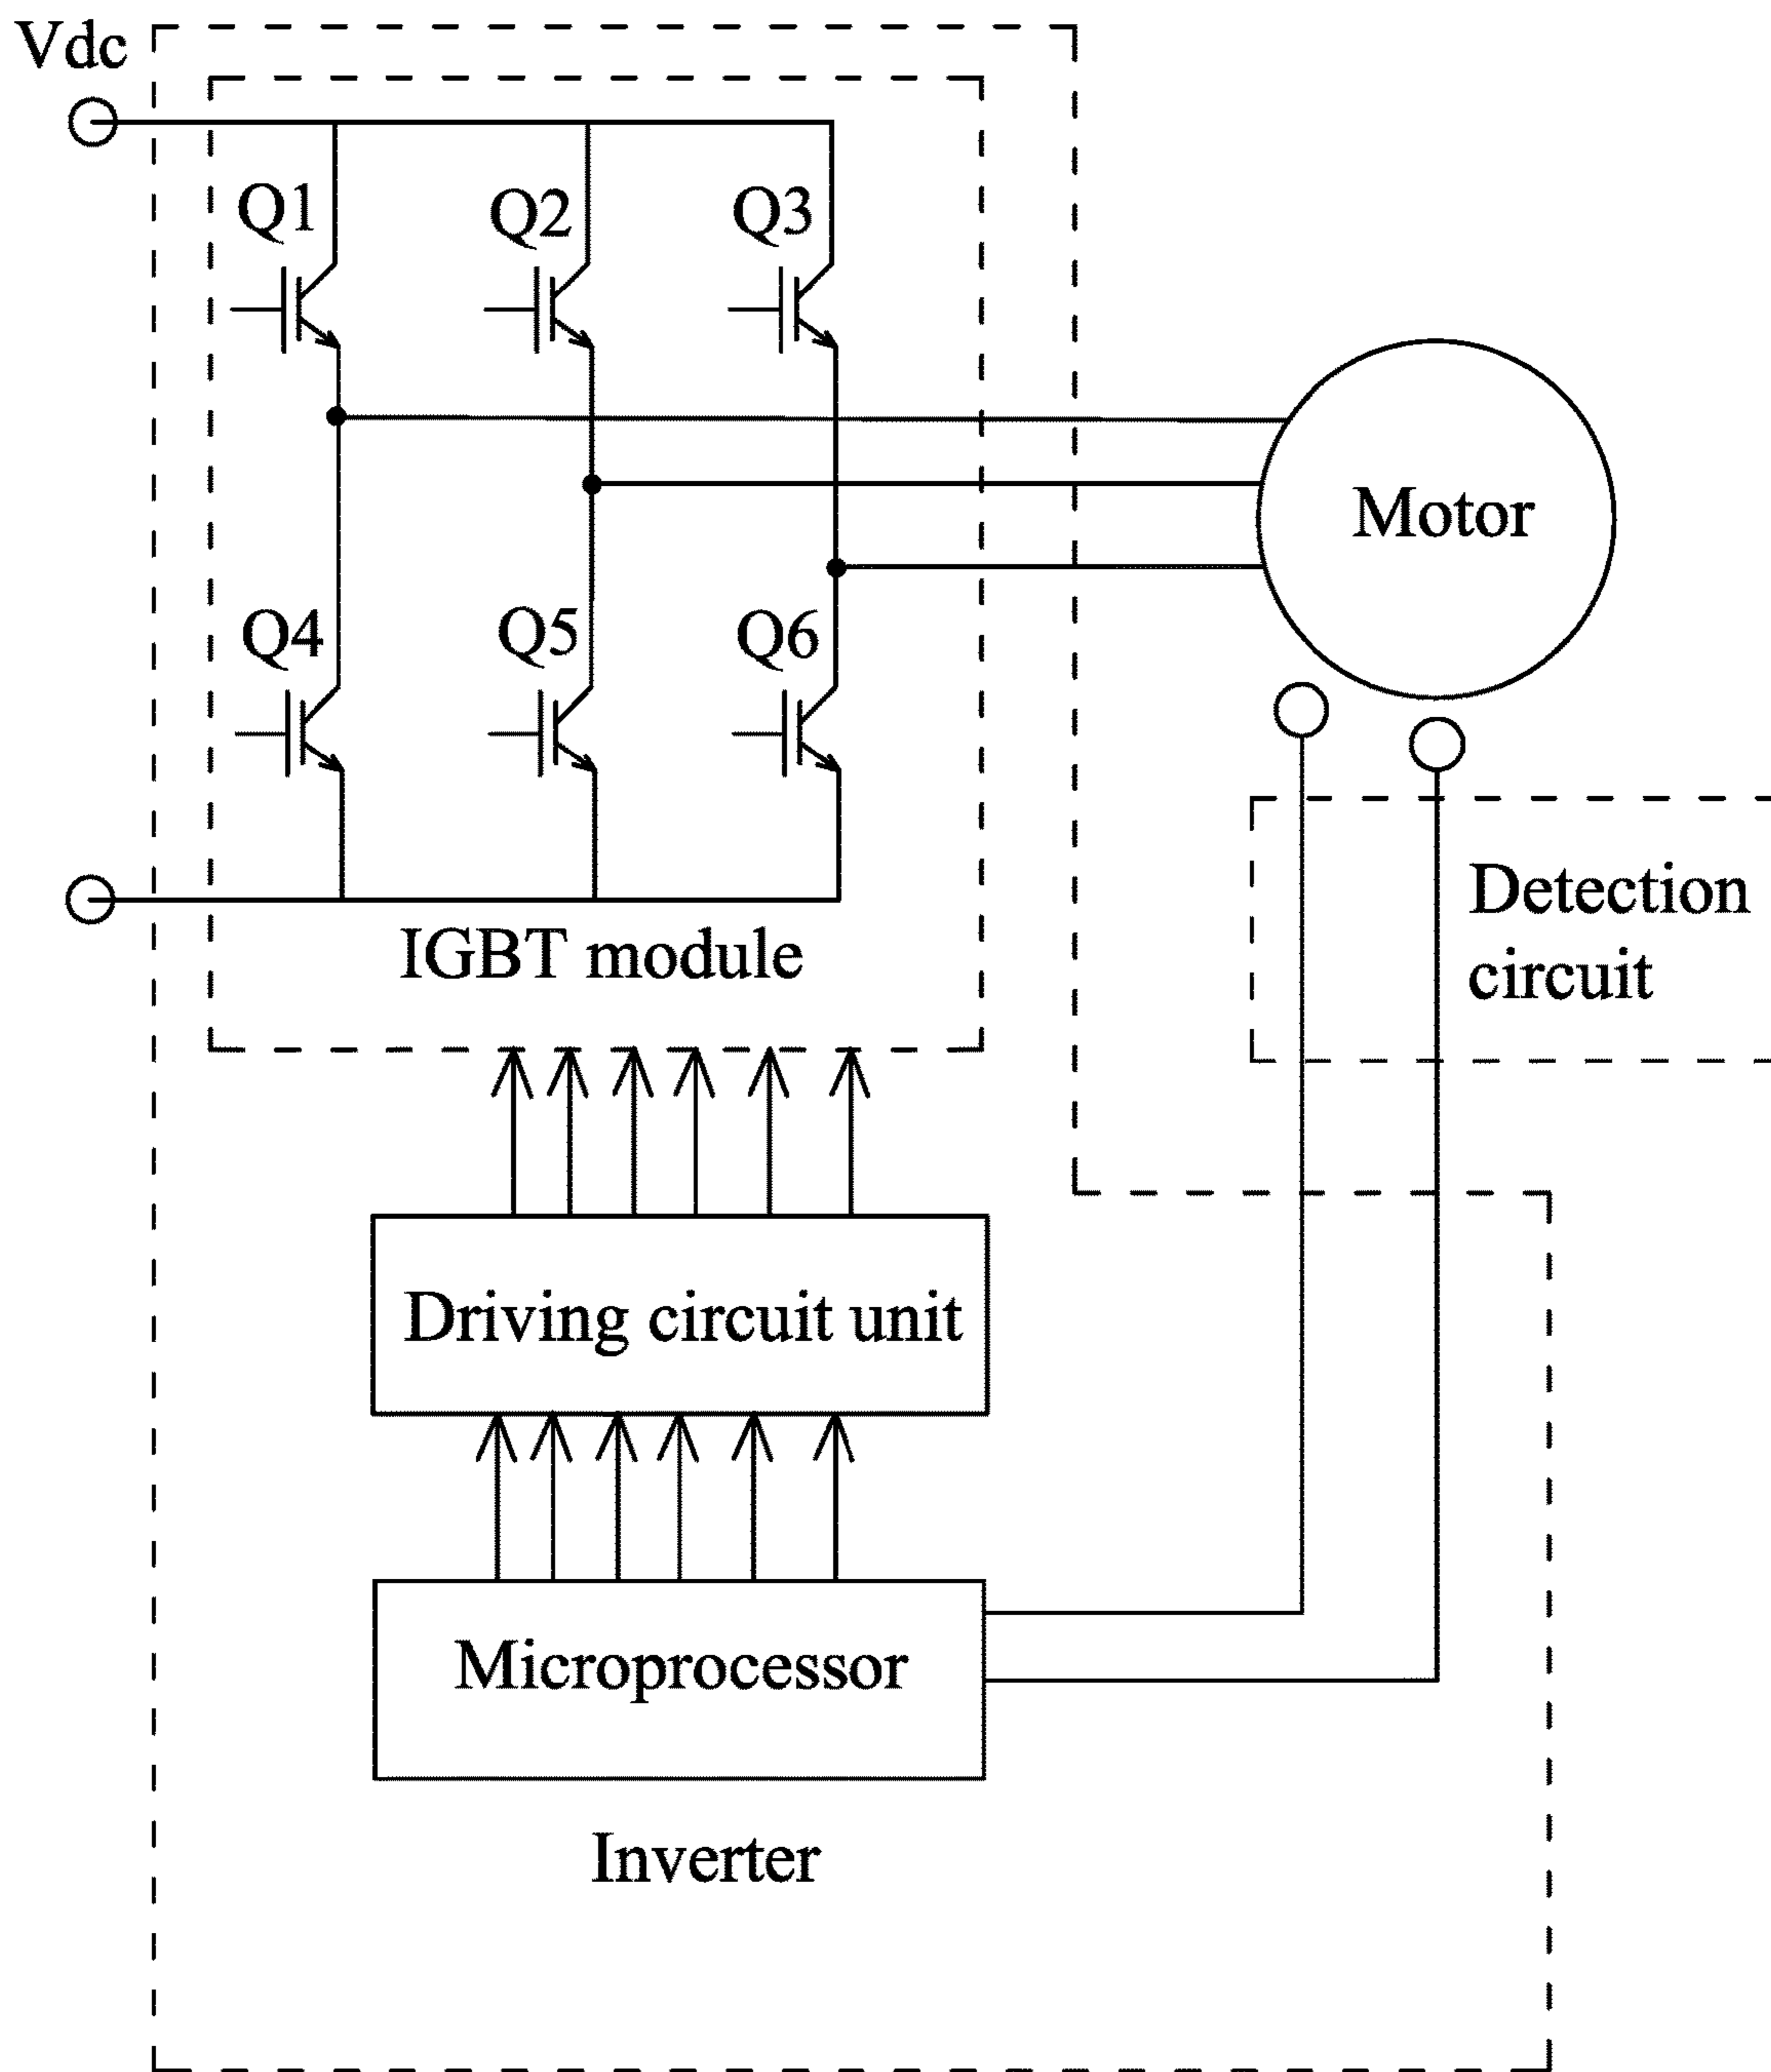 Vdc
Q1
Q2
Q3
Motor
Q4
Q5
Q6
Detection
circuit
IGBT module
Driving circuit unit
Microprocessor
Inverter